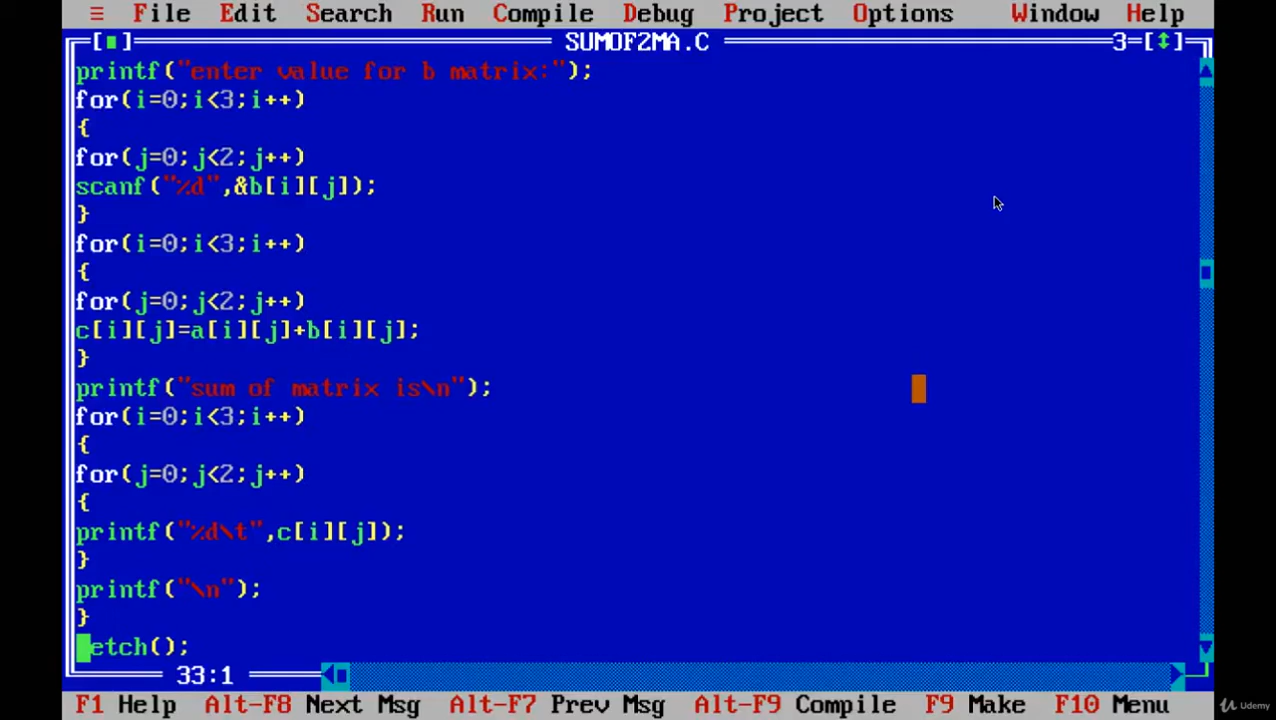 ≡ File Edit Search Run Compile Debug Project Options Window Help
[■] SUMOF2MA.C 3=[↕]
printf("enter value for b matrix:");
for(i=0;i<3;i++)
{
for(j=0;j<2;j++)
scanf("%d",&b[i][j]);
}
for(i=0;i<3;i++)
{
for(j=0;j<2;j++)
c[i][j]=a[i][j]+b[i][j];
}
printf("sum of matrix is\n");
for(i=0;i<3;i++)
{
for(j=0;j<2;j++)
{
printf("%d\t",c[i][j]);
}
printf("\n");
}
etch();
33:1
F1 Help Alt-F8 Next Msg Alt-F7 Prev Msg Alt-F9 Compile F9 Make F10 Menu
Udemy